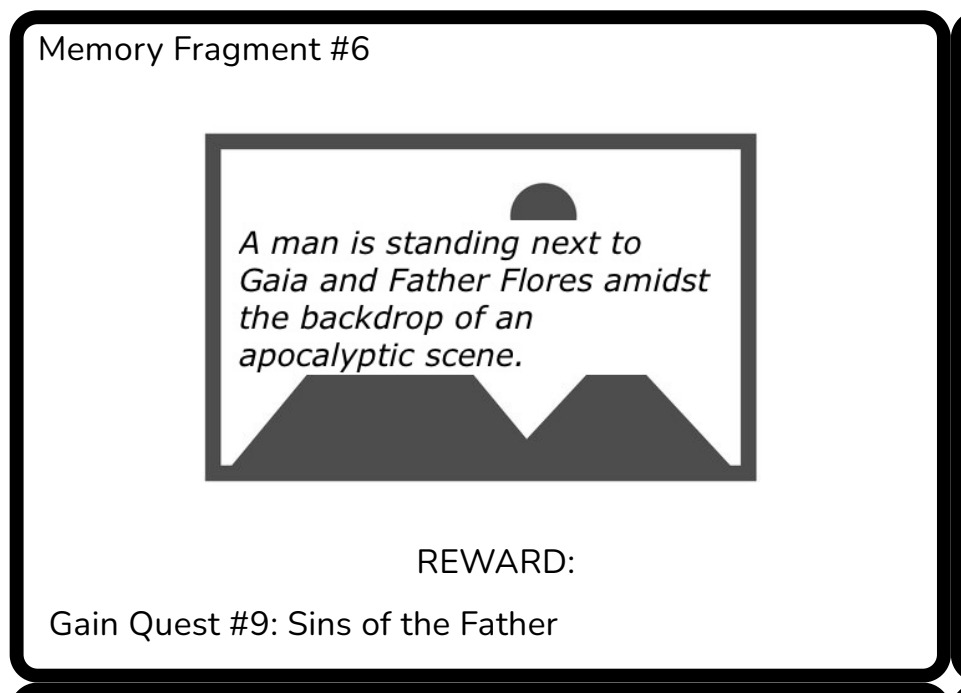 Memory Fragment #6
A man is standing next to
Gaia and Father Flores amidst
the backdrop of an
apocalyptic scene.
REWARD:
Gain Quest #9: Sins of the Father